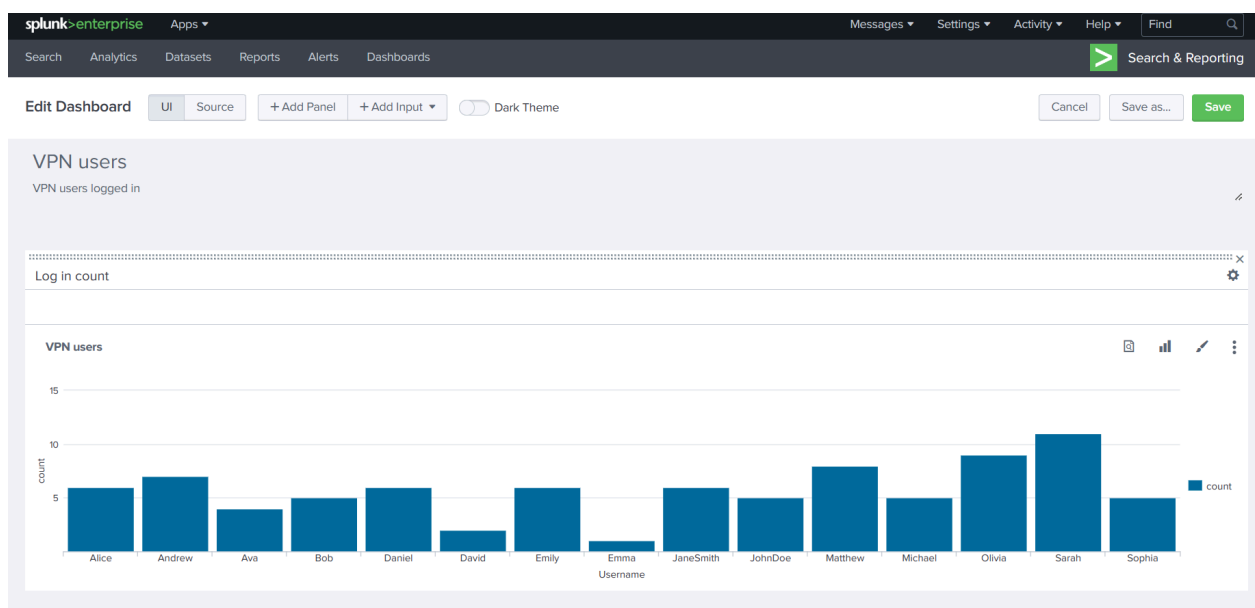 splunk>enterprise Apps ▾ Messages ▾ Settings ▾ Activity ▾ Help ▾ Find
Search Analytics Datasets Reports Alerts Dashboards Search & Reporting
Edit Dashboard UI Source + Add Panel + Add Input ▾ Dark Theme Cancel Save as... Save
VPN users
VPN users logged in
Log in count
VPN users
15
10
5
count
count
Alice Andrew Ava Bob Daniel David Emily Emma JaneSmith JohnDoe Matthew Michael Olivia Sarah Sophia
Username